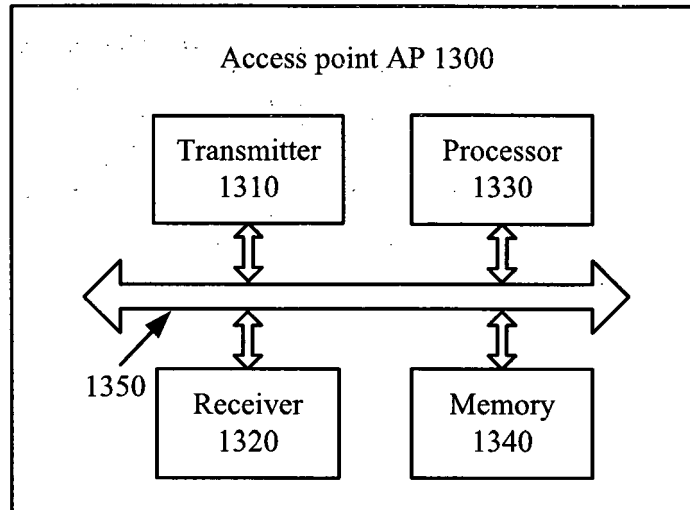 Access point AP 1300
Transmitter
1310
Processor
1330
1350
Receiver
1320
Memory
1340